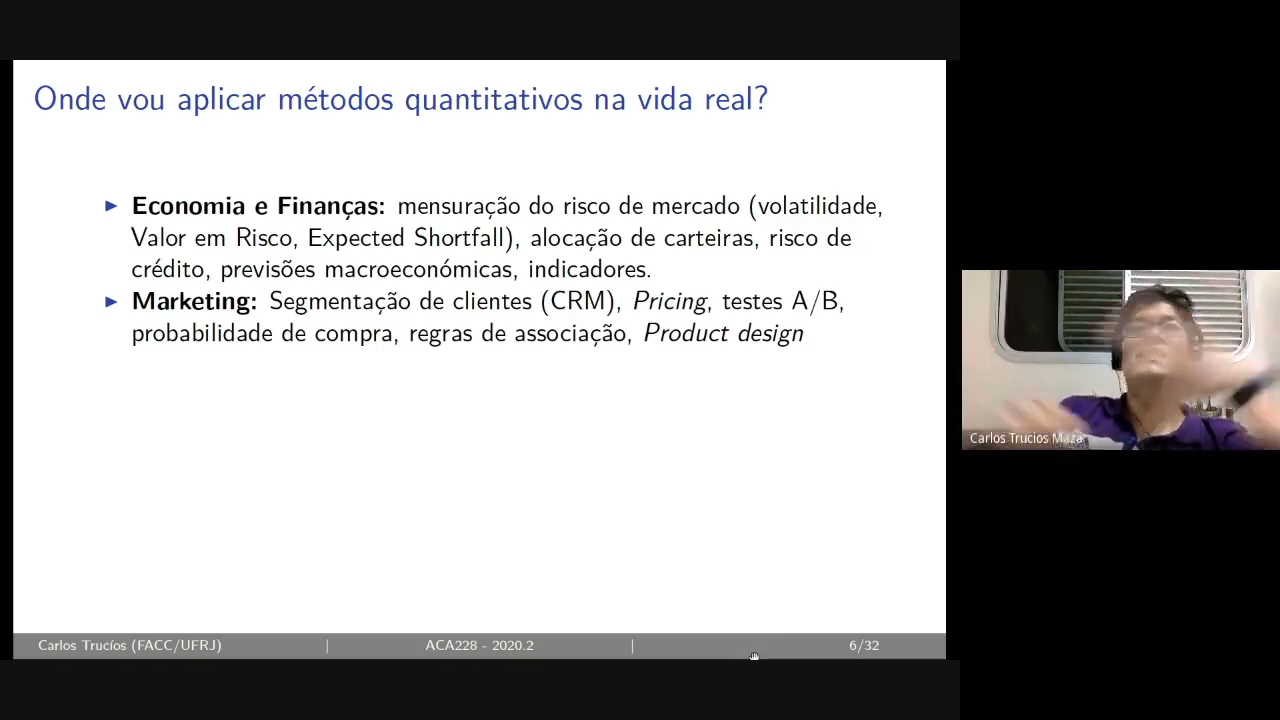 Onde vou aplicar métodos quantitativos na vida real?
Economia e Finanças: mensuração do risco de mercado (volatilidade,
Valor em Risco, Expected Shortfall), alocação de carteiras, risco de
crédito, previsões macroeconómicas, indicadores.
Marketing: Segmentação de clientes (CRM), Pricing, testes A/B,
probabilidade de compra, regras de associação, Product design
Carlos Trucíos (FACC/UFRJ) | ACA228 - 2020.2 | 6/32
Carlos Trucios Maza